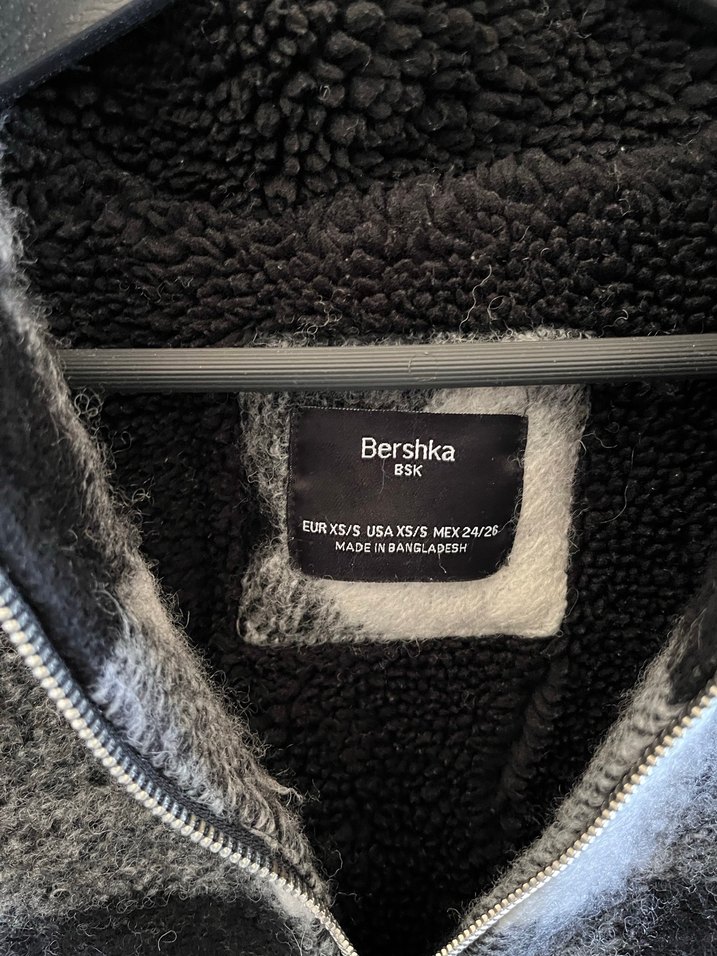 Bershka
BSK
EUR XS/S USA XS/S MEX 24/26
MADE IN BANGLADESH